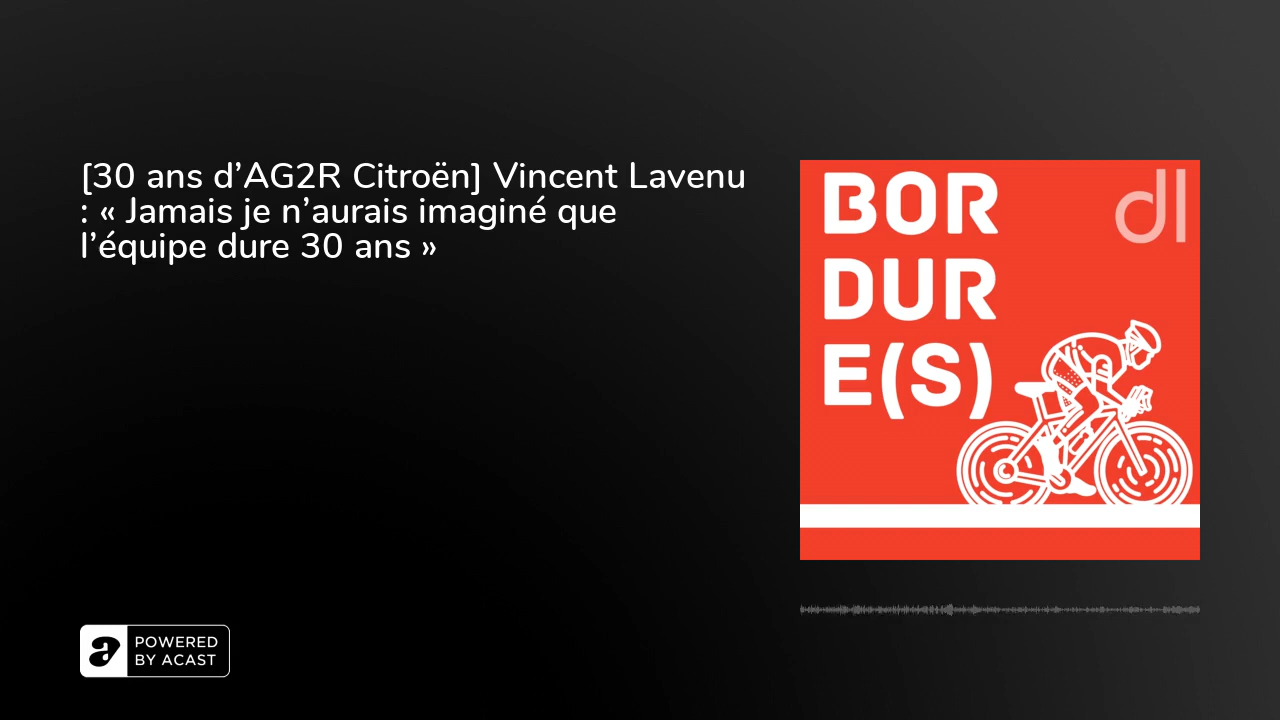 [30 ans d’AG2R Citroën] Vincent Lavenu
: « Jamais je n’aurais imaginé que
l’équipe dure 30 ans »
BOR
DUR
E(S)
dl
a
POWERED
BY ACAST